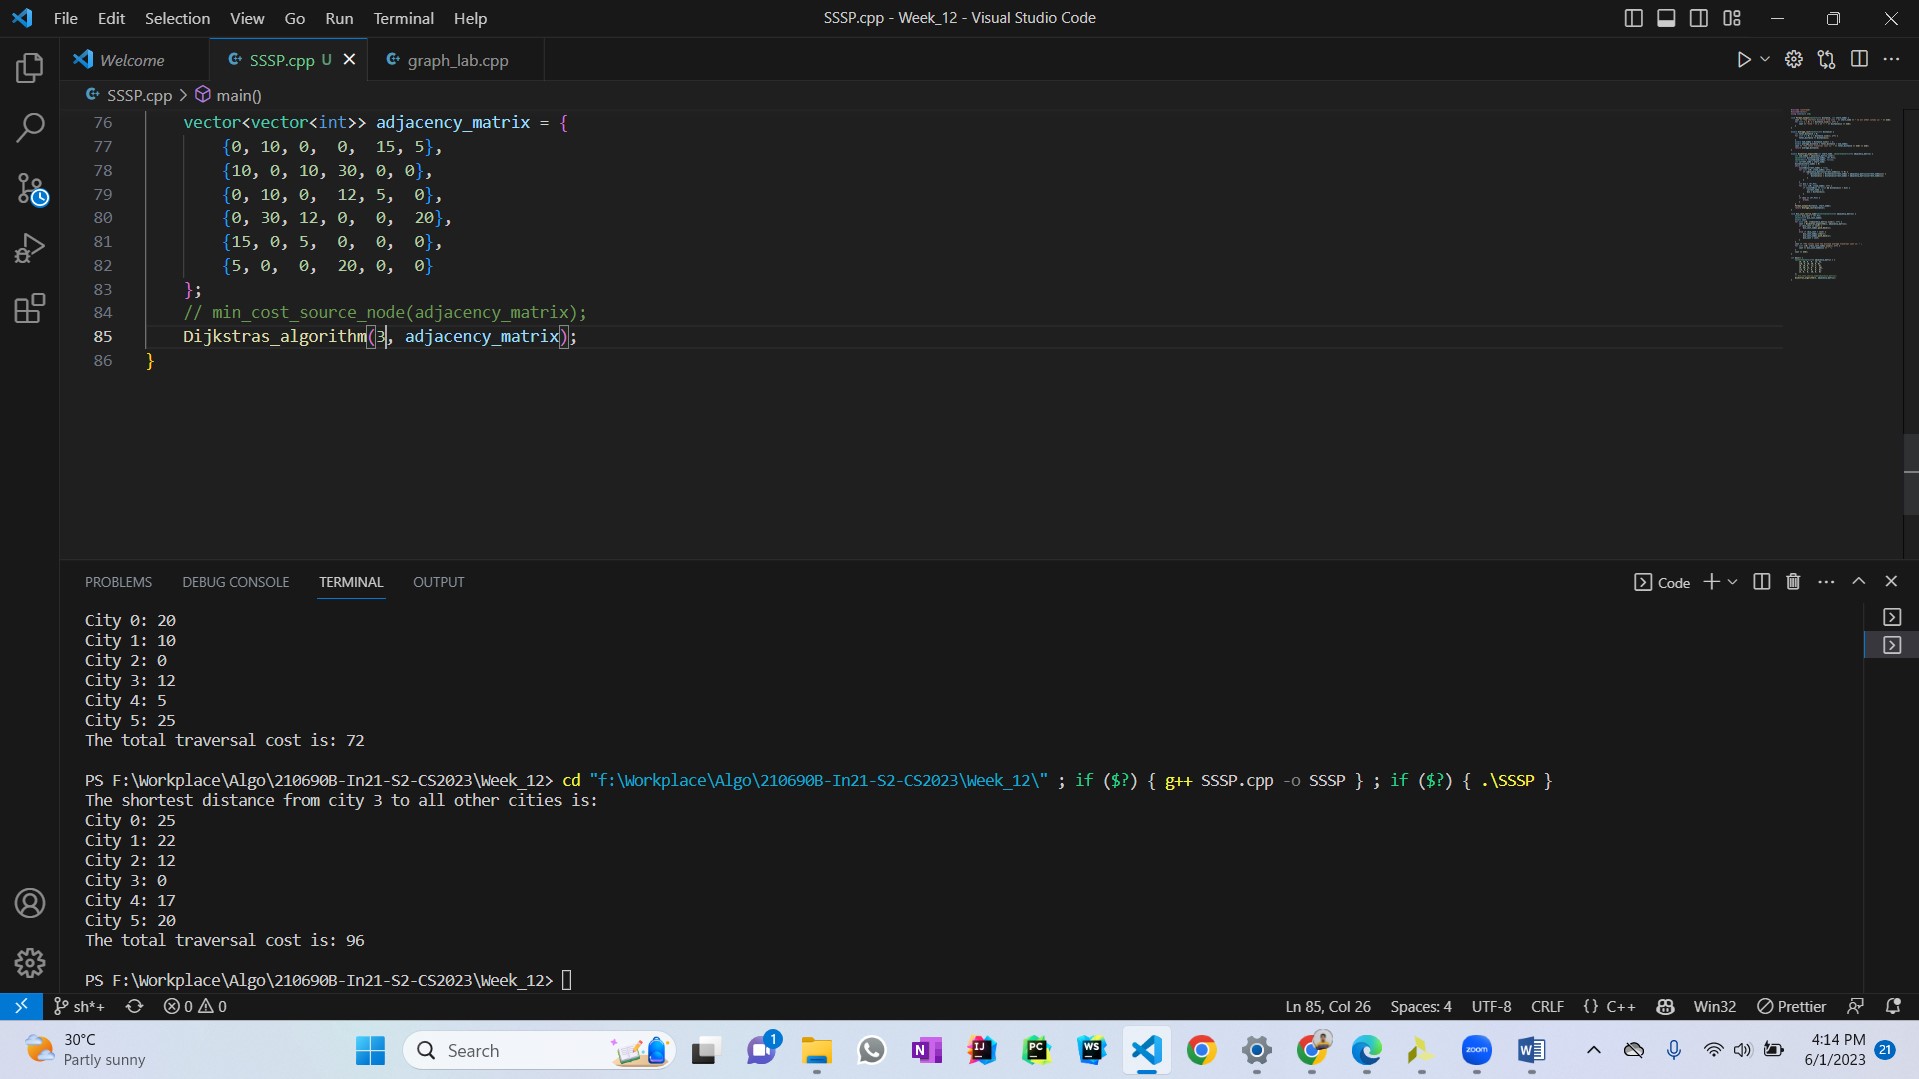 File Edit Selection View Go Run Terminal Help SSSP.cpp - Week_12 - Visual Studio Code
Welcome SSSP.cpp U graph_lab.cpp
SSSP.cpp > main()
76 vector<vector<int>> adjacency_matrix = {
77 {0, 10, 0, 0, 15, 5},
78 {10, 0, 10, 30, 0, 0},
79 {0, 10, 0, 12, 5, 0},
80 {0, 30, 12, 0, 0, 20},
81 {15, 0, 5, 0, 0, 0},
82 {5, 0, 0, 20, 0, 0}
83 };
84 // min_cost_source_node(adjacency_matrix);
85 Dijkstras_algorithm(3, adjacency_matrix);
86 }
PROBLEMS DEBUG CONSOLE TERMINAL OUTPUT Code
City 0: 20
City 1: 10
City 2: 0
City 3: 12
City 4: 5
City 5: 25
The total traversal cost is: 72
PS F:\Workplace\Algo\210690B-In21-S2-CS2023\Week_12> cd "f:\Workplace\Algo\210690B-In21-S2-CS2023\Week_12\" ; if ($?) { g++ SSSP.cpp -o SSSP } ; if ($?) { .\SSSP }
The shortest distance from city 3 to all other cities is:
City 0: 25
City 1: 22
City 2: 12
City 3: 0
City 4: 17
City 5: 20
The total traversal cost is: 96
PS F:\Workplace\Algo\210690B-In21-S2-CS2023\Week_12>
sh*+ 0 0 Ln 85, Col 26 Spaces: 4 UTF-8 CRLF {} C++ Win32 Prettier
30°C
Partly sunny
Search
1
IJ
PC
WS
zoom
4:14 PM
6/1/2023
21